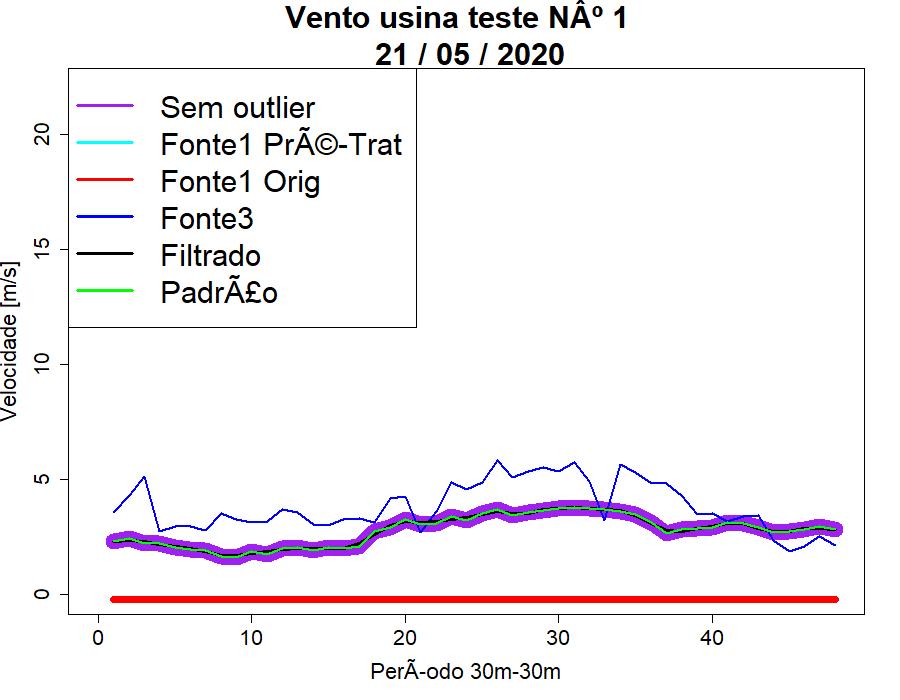 Vento usina teste NÂº 1
21 / 05 / 2020
Sem outlier
Fonte1 PrÃ©-Trat
Fonte1 Orig
Fonte3
Filtrado
PadrÃ£o
Velocidade [m/s]
20
15
10
5
0
0 10 20 30 40
PerÃ-odo 30m-30m